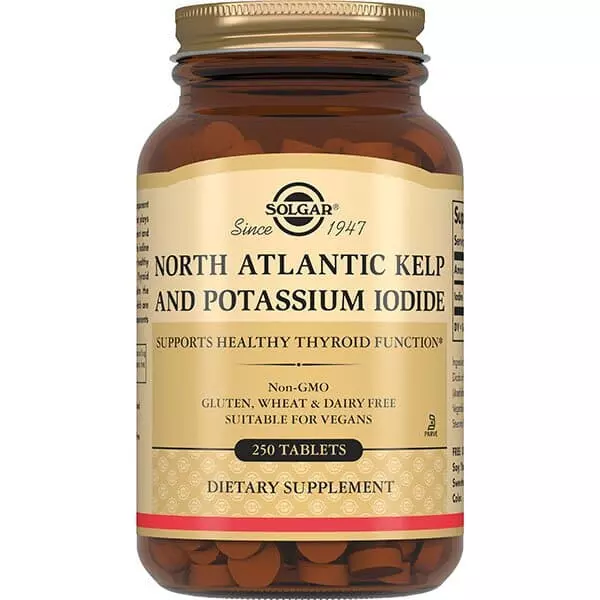 SOLGAR®
Since 1947
NORTH ATLANTIC KELP
AND POTASSIUM IODIDE
SUPPORTS HEALTHY THYROID FUNCTION*
Non-GMO
GLUTEN, WHEAT & DAIRY FREE
SUITABLE FOR VEGANS
PARVE
250 TABLETS
DIETARY SUPPLEMENT